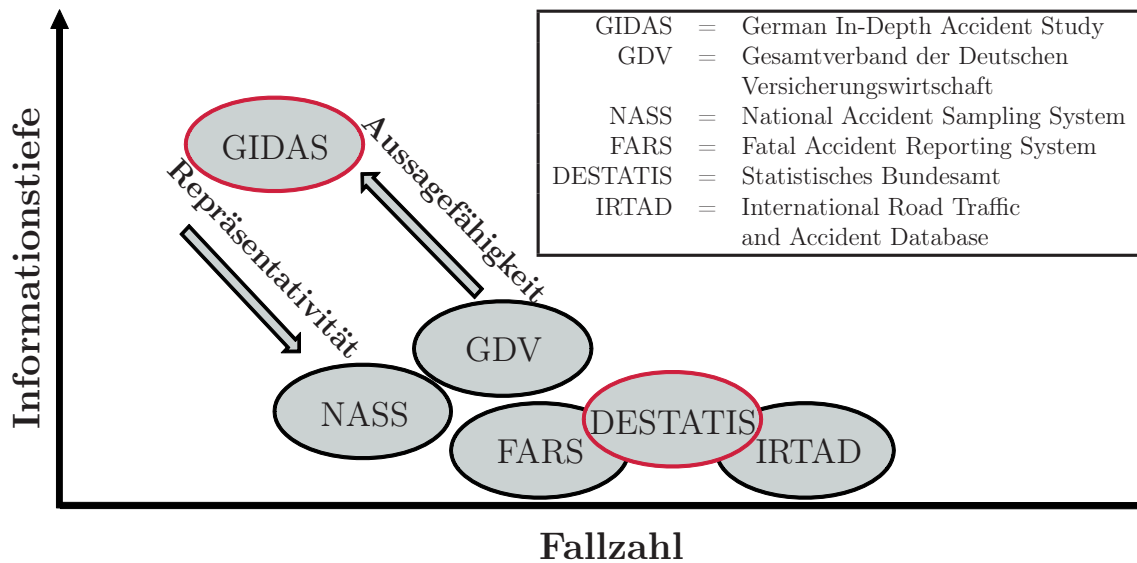 GIDAS = German In-Depth Accident Study
GDV = Gesamtverband der Deutschen
Versicherungswirtschaft
NASS = National Accident Sampling System
FARS = Fatal Accident Reporting System
DESTATIS = Statistisches Bundesamt
IRTAD = International Road Traffic
and Accident Database
Informationstiefe
GIDAS
Aussagefähigkeit
Repräsentativität
GDV
NASS
FARS
DESTATIS
IRTAD
Fallzahl